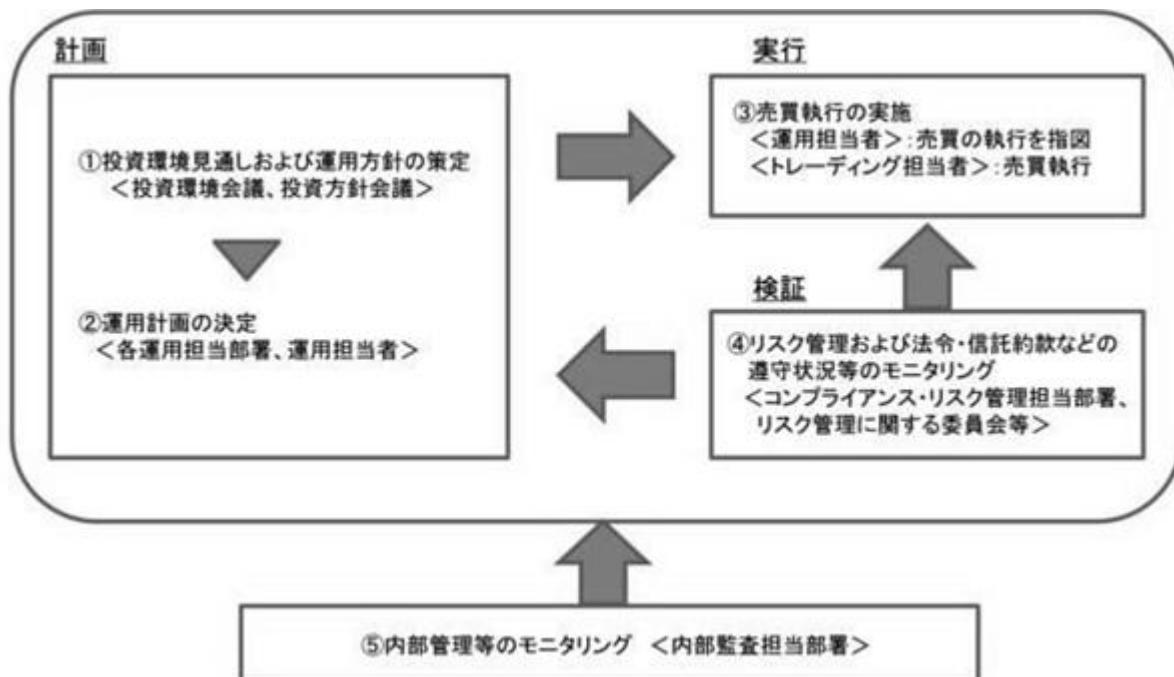 計画
①投資環境見通しおよび運用方針の策定
＜投資環境会議、投資方針会議＞
②運用計画の決定
＜各運用担当部署、運用担当者＞
実行
③売買執行の実施
＜運用担当者＞：売買の執行を指図
＜トレーディング担当者＞：売買執行
検証
④リスク管理および法令・信託約款などの
遵守状況等のモニタリング
＜コンプライアンス・リスク管理担当部署、
リスク管理に関する委員会等＞
⑤内部管理等のモニタリング ＜内部監査担当部署＞